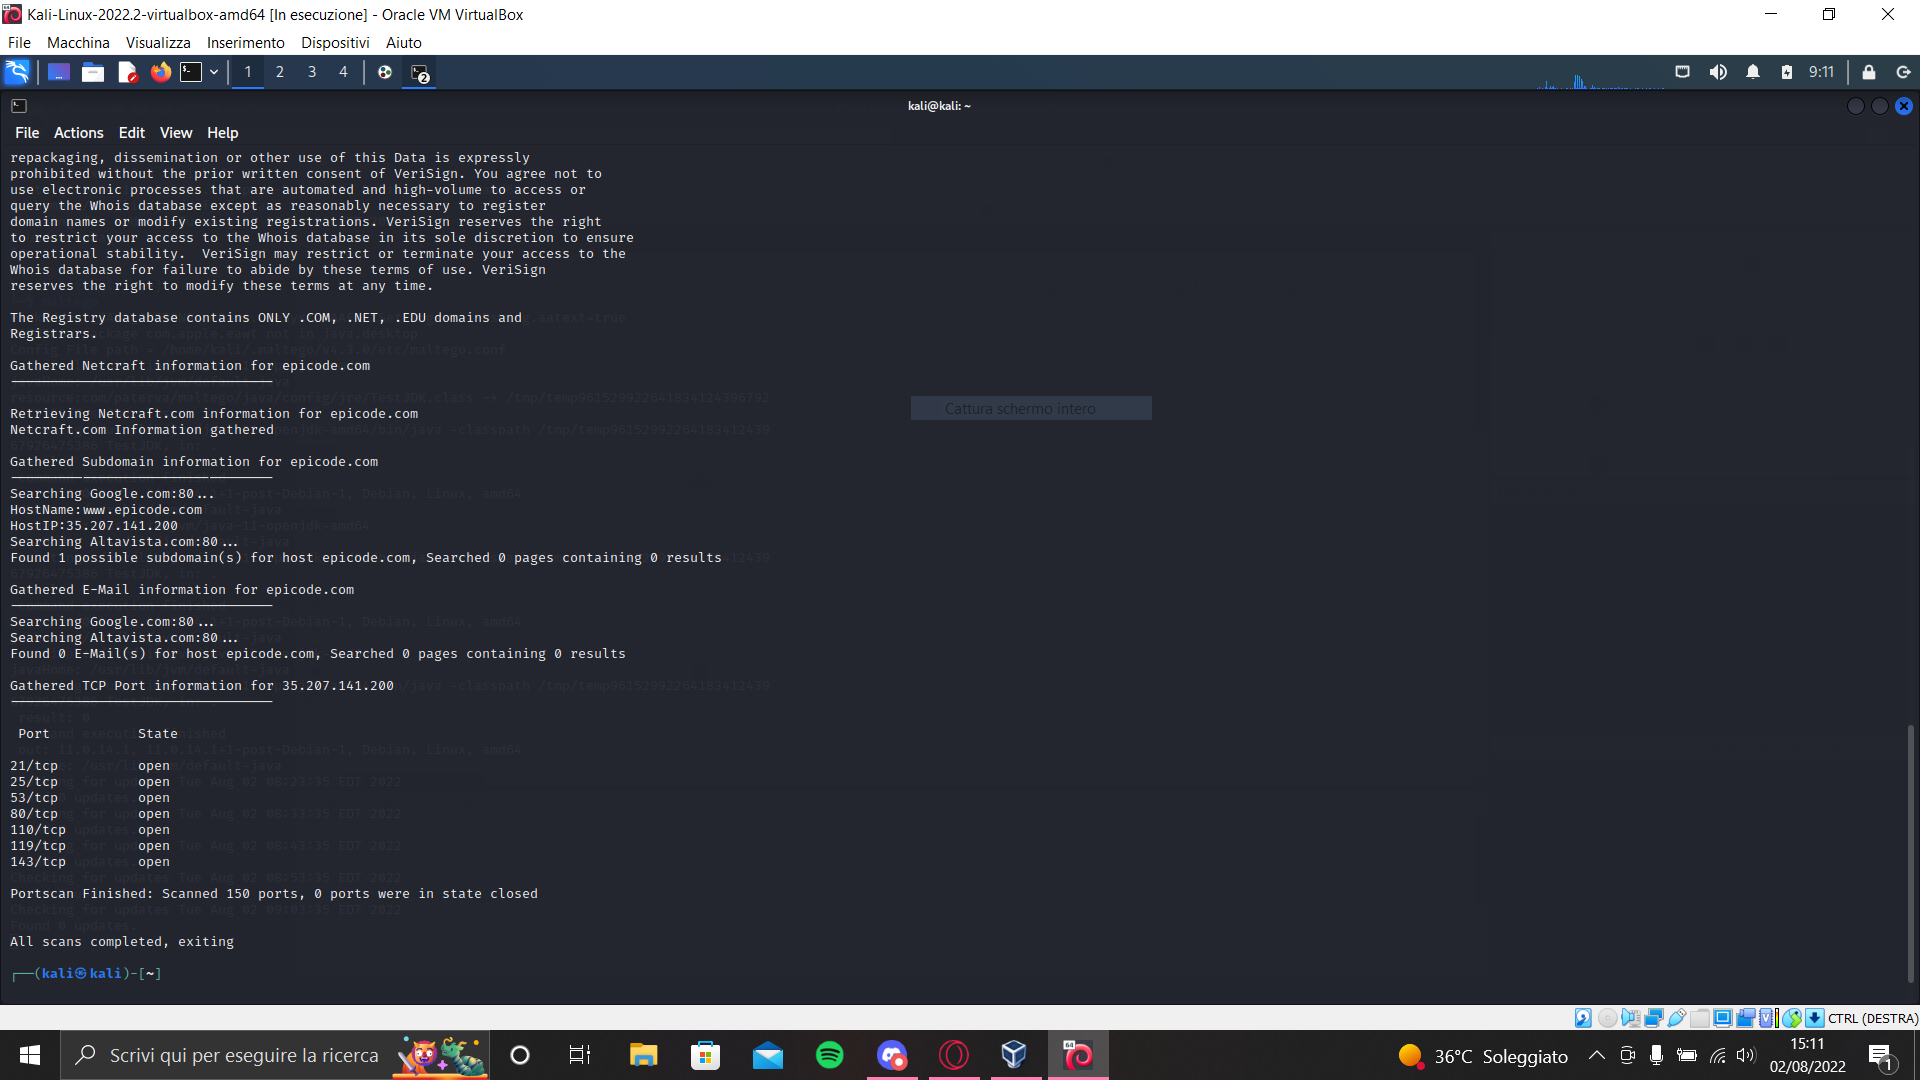 Kali-Linux-2022.2-virtualbox-amd64 [In esecuzione] - Oracle VM VirtualBox
File Macchina Visualizza Inserimento Dispositivi Aiuto
1 2 3 4 2 9:11
kali@kali: ~
File Actions Edit View Help
repackaging, dissemination or other use of this Data is expressly
prohibited without the prior written consent of VeriSign. You agree not to
use electronic processes that are automated and high-volume to access or
query the Whois database except as reasonably necessary to register
domain names or modify existing registrations. VeriSign reserves the right
to restrict your access to the Whois database in its sole discretion to ensure
operational stability.  VeriSign may restrict or terminate your access to the
Whois database for failure to abide by these terms of use. VeriSign
reserves the right to modify these terms at any time.
The Registry database contains ONLY .COM, .NET, .EDU domains and
Registrars.
Gathered Netcraft information for epicode.com
Cattura schermo intero
Retrieving Netcraft.com information for epicode.com
Netcraft.com Information gathered
Gathered Subdomain information for epicode.com
Searching Google.com:80...
HostName:www.epicode.com
HostIP:35.207.141.200
Searching Altavista.com:80...
Found 1 possible subdomain(s) for host epicode.com, Searched 0 pages containing 0 results
Gathered E-Mail information for epicode.com
Searching Google.com:80...
Searching Altavista.com:80...
Found 0 E-Mail(s) for host epicode.com, Searched 0 pages containing 0 results
Gathered TCP Port information for 35.207.141.200
Port State
21/tcp open
25/tcp open
53/tcp open
80/tcp open
110/tcp open
119/tcp open
143/tcp open
Portscan Finished: Scanned 150 ports, 0 ports were in state closed
All scans completed, exiting
┌──(kali㉿kali)-[~]
CTRL (DESTRA)
Scrivi qui per eseguire la ricerca
64
36°C Soleggiato
15:11
02/08/2022
1